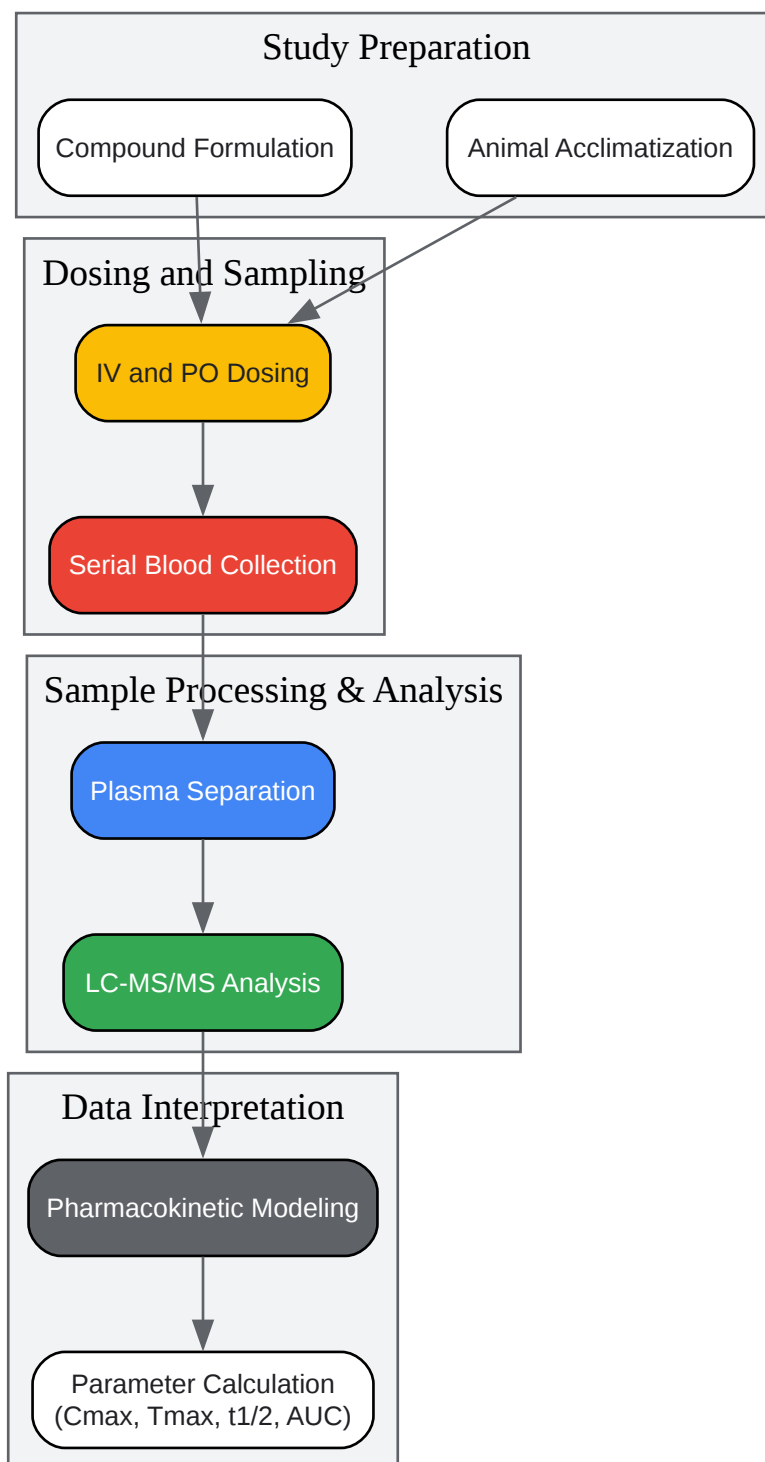 Study Preparation
Compound Formulation
Animal Acclimatization
Dosing and Sampling
IV and PO Dosing
Serial Blood Collection
Sample Processing & Analysis
Plasma Separation
LC-MS/MS Analysis
Data Interpretation
Pharmacokinetic Modeling
Parameter Calculation
(Cmax, Tmax, t1/2, AUC)